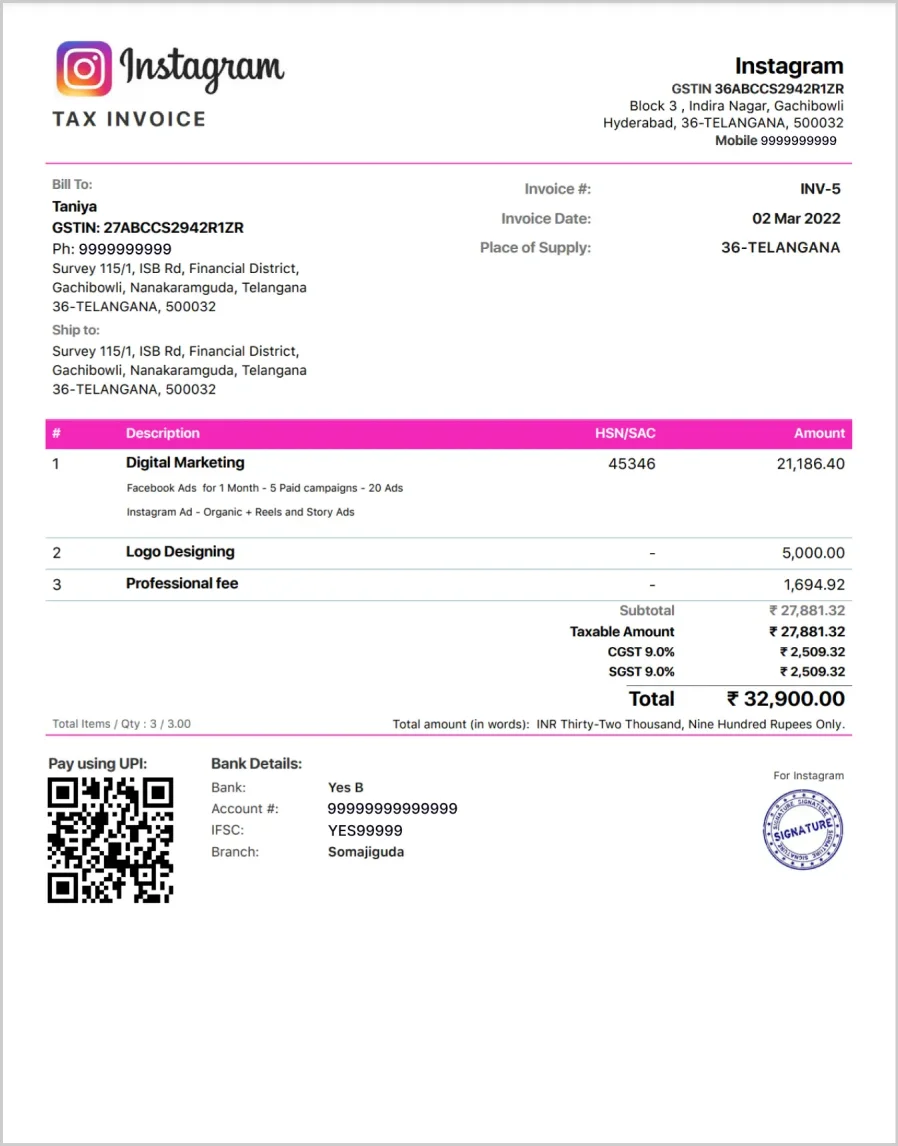 Instagram
TAX INVOICE
Instagram
GSTIN 36ABCCS2942R1ZR
Block 3 , Indira Nagar, Gachibowli
Hyderabad, 36-TELANGANA, 500032
Mobile 9999999999
Bill To:
Taniya
GSTIN: 27ABCCS2942R1ZR
Ph: 9999999999
Survey 115/1, ISB Rd, Financial District,
Gachibowli, Nanakaramguda, Telangana
36-TELANGANA, 500032
Ship to:
Survey 115/1, ISB Rd, Financial District,
Gachibowli, Nanakaramguda, Telangana
36-TELANGANA, 500032
Invoice #: INV-5
Invoice Date: 02 Mar 2022
Place of Supply: 36-TELANGANA
# Description HSN/SAC Amount
1 Digital Marketing 45346 21,186.40
Facebook Ads for 1 Month - 5 Paid campaigns - 20 Ads
Instagram Ad - Organic + Reels and Story Ads
2 Logo Designing - 5,000.00
3 Professional fee - 1,694.92
Subtotal ₹ 27,881.32
Taxable Amount ₹ 27,881.32
CGST 9.0% ₹ 2,509.32
SGST 9.0% ₹ 2,509.32
Total ₹ 32,900.00
Total Items / Qty : 3 / 3.00 Total amount (in words): INR Thirty-Two Thousand, Nine Hundred Rupees Only.
Pay using UPI:
Bank Details:
Bank: Yes B
Account #: 99999999999999
IFSC: YES99999
Branch: Somajiguda
For Instagram
SIGNATURE SIGNATURE
SIGNATURE
SIGNATURE SIGNATURE